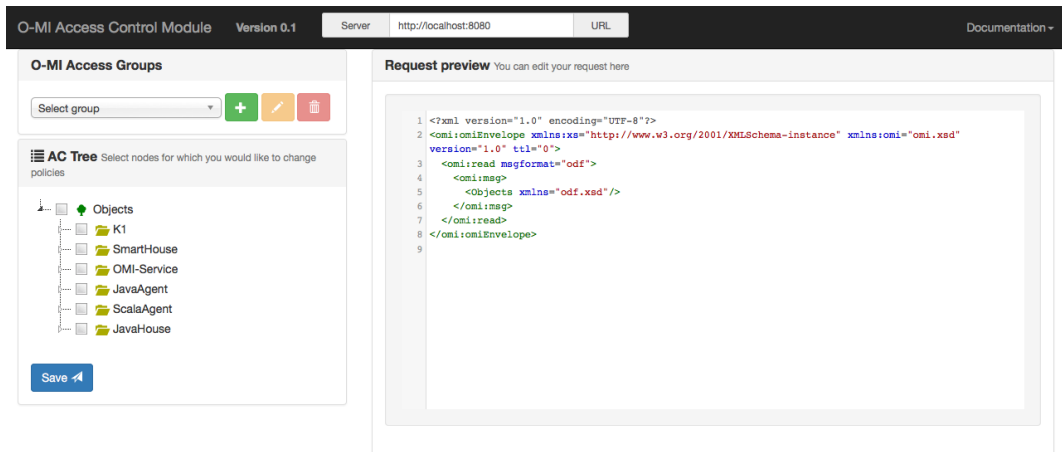 O-MI Access Control Module Version 0.1 Server http://localhost:8080 URL Documentation
O-MI Access Groups
Select group
AC Tree Select nodes for which you would like to change
policies
Objects
K1
SmartHouse
OMI-Service
JavaAgent
ScalaAgent
JavaHouse
Save
Request preview You can edit your request here
1 <?xml version="1.0" encoding="UTF-8"?>
2 <omi:omiEnvelope xmlns:xs="http://www.w3.org/2001/XMLSchema-instance" xmlns:omi="omi.xsd"
version="1.0" ttl="0">
3 <omi:read msgformat="odf">
4 <omi:msg>
5 <Objects xmlns="odf.xsd"/>
6 </omi:msg>
7 </omi:read>
8 </omi:omiEnvelope>
9